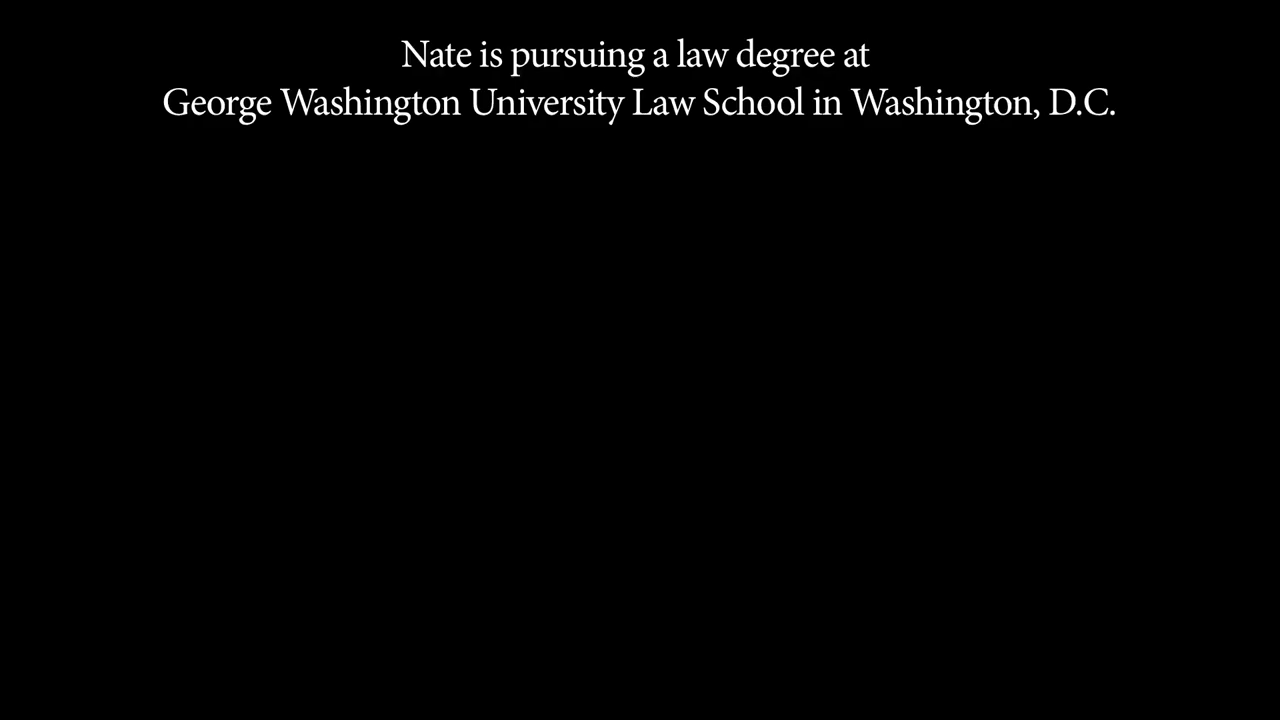 Nate is pursuing a law degree at
George Washington University Law School in Washington, D.C.